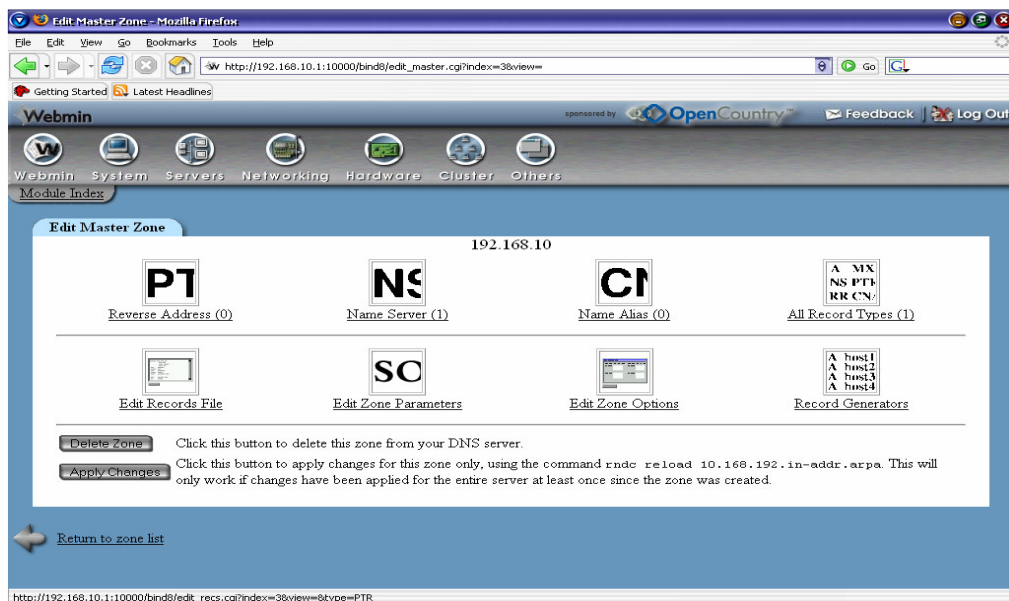 Edit Master Zone - Mozilla Firefox
File Edit View Go Bookmarks Tools Help
http://192.168.10.1:10000/bind8/edit_master.cgi?index=3&view=
Go
Getting Started Latest Headlines
Webmin
sponsored by OpenCountry™ Feedback Log Out
Webmin System Servers Networking Hardware Cluster Others
Module Index
Edit Master Zone
192.168.10
PT
NS
CN
A MX
NS PTR
RR CNA
Reverse Address (0)
Name Server (1)
Name Alias (0)
All Record Types (1)
SO
A host1
A host2
A host3
A host4
Edit Records File
Edit Zone Parameters
Edit Zone Options
Record Generators
Delete Zone Click this button to delete this zone from your DNS server.
Apply Changes Click this button to apply changes for this zone only, using the command rndc reload 10.168.192.in-addr.arpa. This will
only work if changes have been applied for the entire server at least once since the zone was created.
Return to zone list
http://192.168.10.1:10000/bind8/edit_recs.cgi?index=3&view=&type=PTR